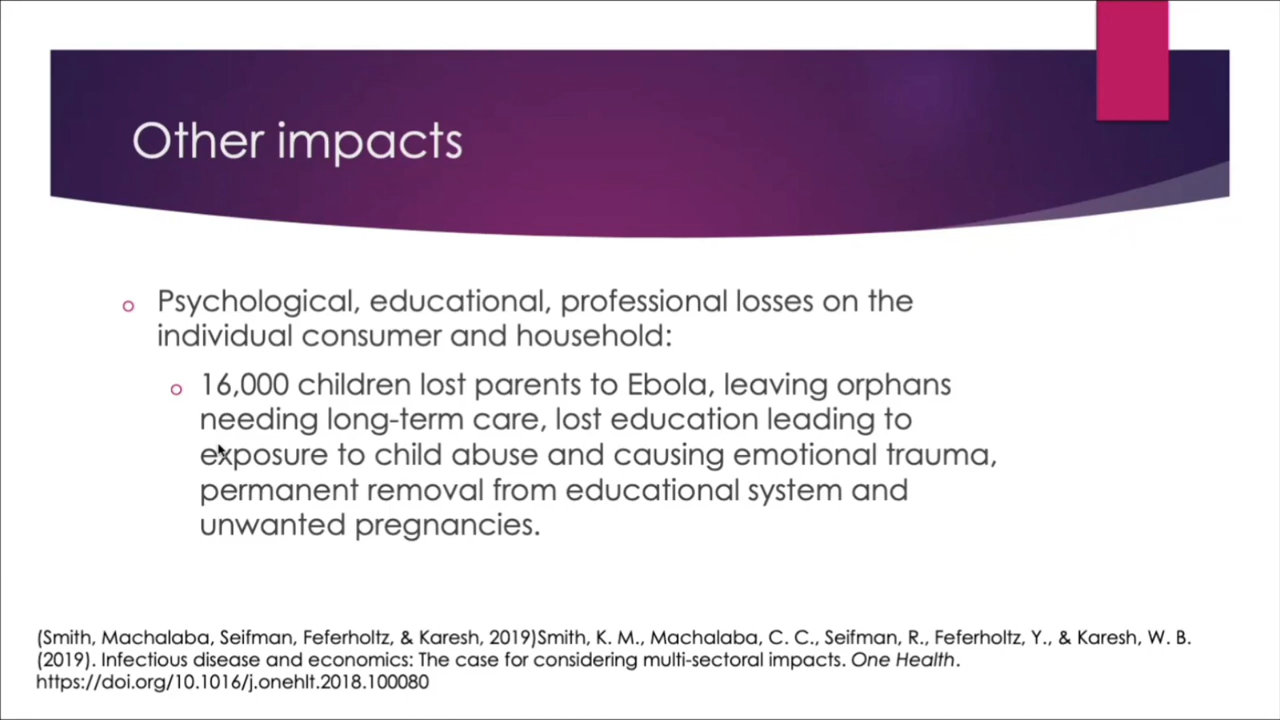 Other impacts
o Psychological, educational, professional losses on the
individual consumer and household:
o 16,000 children lost parents to Ebola, leaving orphans
needing long-term care, lost education leading to
exposure to child abuse and causing emotional trauma,
permanent removal from educational system and
unwanted pregnancies.
(Smith, Machalaba, Seifman, Feferholtz, & Karesh, 2019)Smith, K. M., Machalaba, C. C., Seifman, R., Feferholtz, Y., & Karesh, W. B.
(2019). Infectious disease and economics: The case for considering multi-sectoral impacts. One Health.
https://doi.org/10.1016/j.onehlt.2018.100080